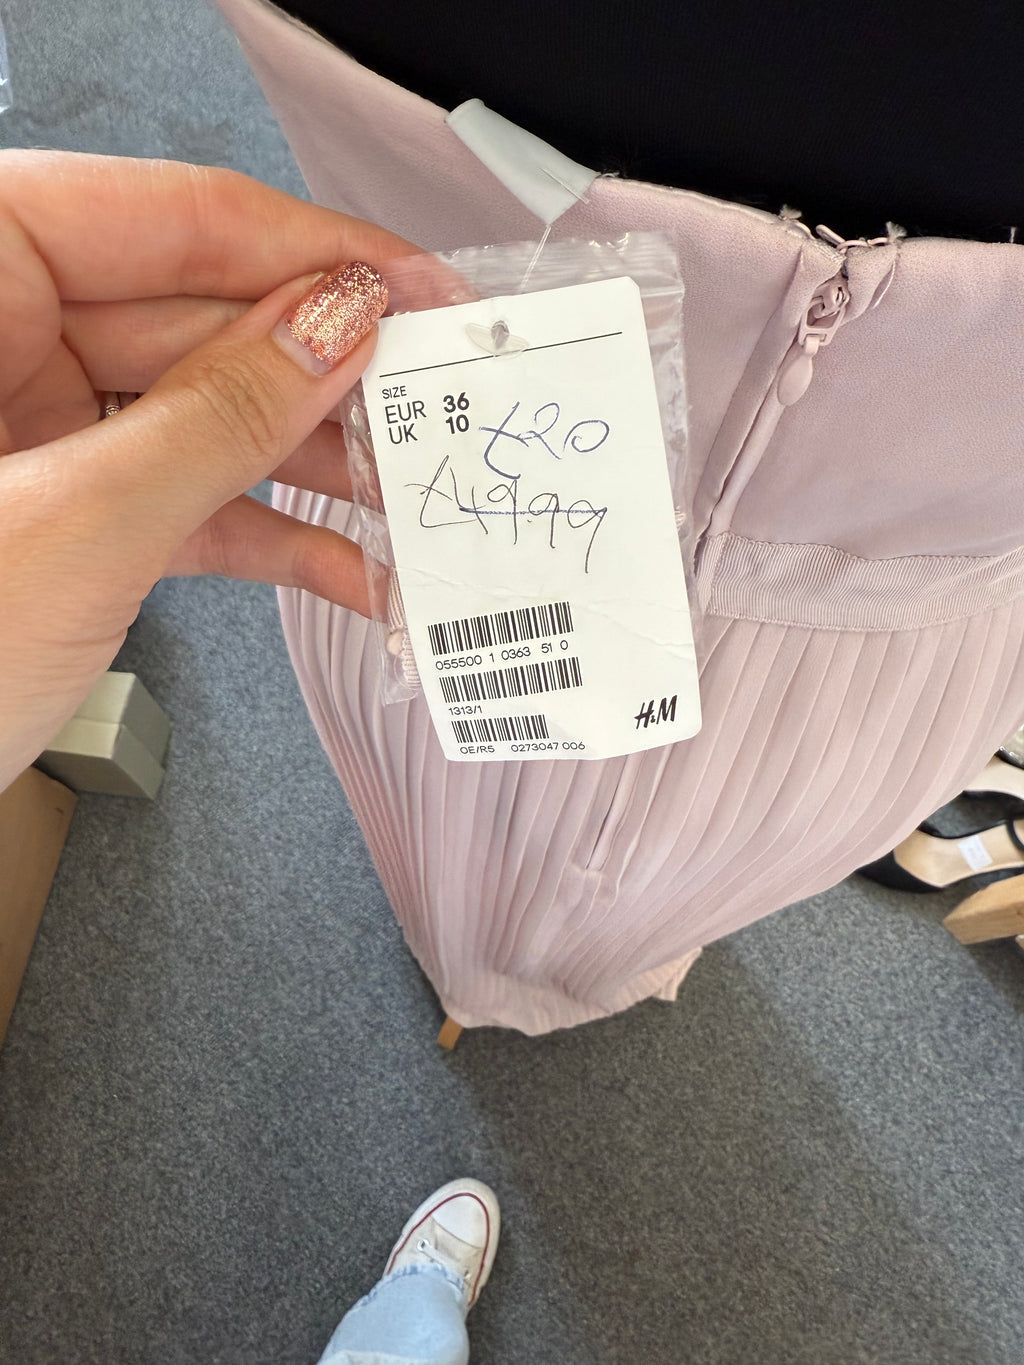 SIZE
EUR 36
UK 10
£20
£49.99
055500 1 0363 51 0
1313/1
OE/R5 0273047 006
H&M